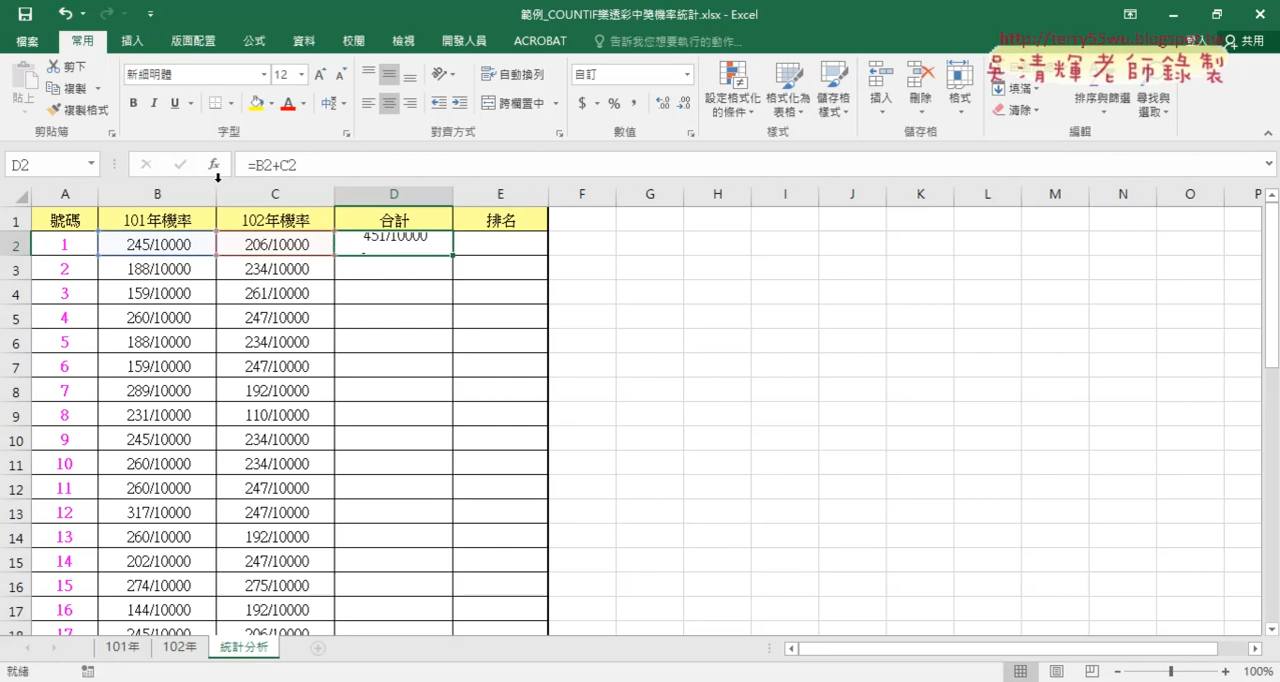 範例_COUNTIF樂透彩中獎機率統計.xlsx - Excel
檔案 常用 插入 版面配置 公式 資料 校閱 檢視 開發人員 ACROBAT 告訴我您想要執行的動作... 登入 共用
http://terry55wu.blogspot.tw
吳清輝老師錄製
貼上 剪下 複製 複製格式 剪貼簿
新細明體 12 B I U 中 字型
自動換列 跨欄置中 對齊方式
自訂 $ % , 數值
設定格式化的條件 格式化為表格 儲存格樣式 樣式
插入 刪除 格式 儲存格
填滿 清除 排序與篩選 尋找與選取 編輯
D2 fx =B2+C2
A B C D E F G H I J K L M N O P
1 號碼 101年機率 102年機率 合計 排名
2 1 245/10000 206/10000 451/10000
3 2 188/10000 234/10000
4 3 159/10000 261/10000
5 4 260/10000 247/10000
6 5 188/10000 234/10000
7 6 159/10000 247/10000
8 7 289/10000 192/10000
9 8 231/10000 110/10000
10 9 245/10000 234/10000
11 10 260/10000 234/10000
12 11 260/10000 247/10000
13 12 317/10000 247/10000
14 13 260/10000 192/10000
15 14 202/10000 247/10000
16 15 274/10000 275/10000
17 16 144/10000 192/10000
18 17 245/10000 206/10000
101年 102年 統計分析
就緒 100%